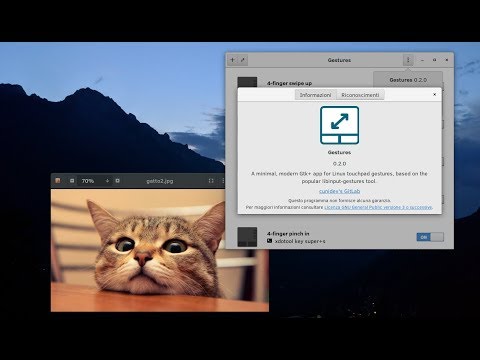 Gestures
4-finger swipe up
Gestures 0.2.0
Informazioni Riconoscimenti
Gestures
0.2.0
A minimal, modern Gtk+ app for Linux touchpad gestures, based on the
popular libinput-gestures tool.
cunidev's GitLab
Questo programma non fornisce alcuna garanzia.
Per maggiori informazioni consultare Licenza GNU General Public versione 3 o successive.
70% gatto2.jpg
4-finger pinch in
xdotool key super+s
ON